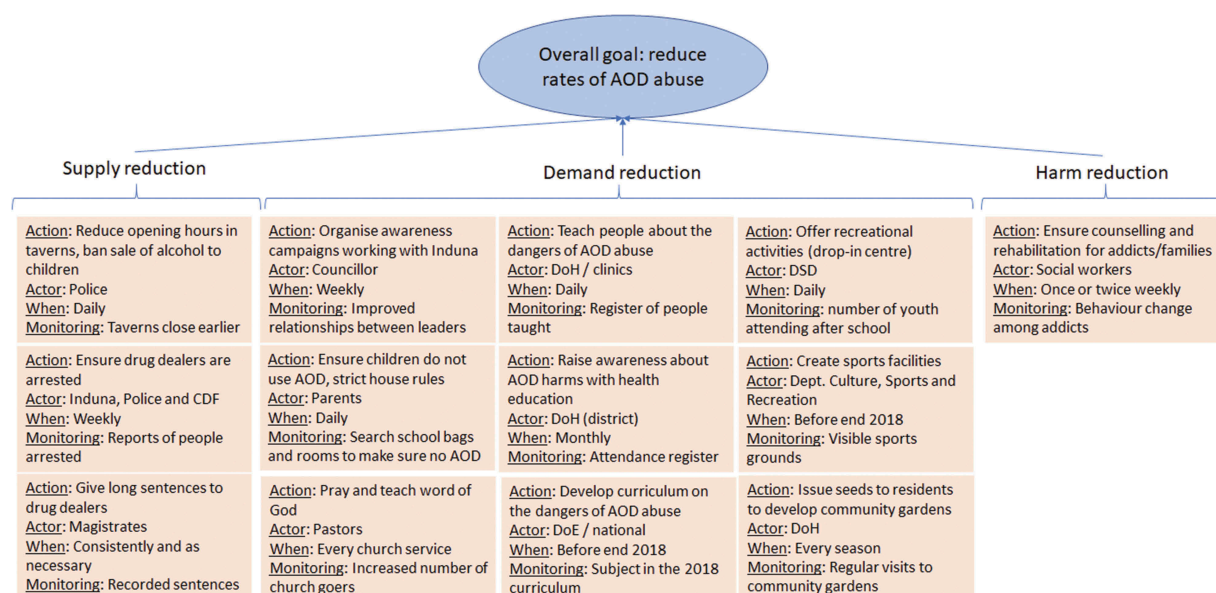 Overall goal: reduce
rates of AOD abuse
Supply reduction
Demand reduction
Harm reduction
Action: Reduce opening hours in
taverns, ban sale of alcohol to
children
Actor: Police
When: Daily
Monitoring: Taverns close earlier
Action: Ensure drug dealers are
arrested
Actor: Induna, Police and CDF
When: Weekly
Monitoring: Reports of people
arrested
Action: Give long sentences to
drug dealers
Actor: Magistrates
When: Consistently and as
necessary
Monitoring: Recorded sentences
Action: Organise awareness
campaigns working with Induna
Actor: Councillor
When: Weekly
Monitoring: Improved
relationships between leaders
Action: Ensure children do not
use AOD, strict house rules
Actor: Parents
When: Daily
Monitoring: Search school bags
and rooms to make sure no AOD
Action: Pray and teach word of
God
Actor: Pastors
When: Every church service
Monitoring: Increased number of
church goers
Action: Teach people about the
dangers of AOD abuse
Actor: DoH / clinics
When: Daily
Monitoring: Register of people
taught
Action: Raise awareness about
AOD harms with health
education
Actor: DoH (district)
When: Monthly
Monitoring: Attendance register
Action: Develop curriculum on
the dangers of AOD abuse
Actor: DoE / national
When: Before end 2018
Monitoring: Subject in the 2018
curriculum
Action: Offer recreational
activities (drop-in centre)
Actor: DSD
When: Daily
Monitoring: number of youth
attending after school
Action: Create sports facilities
Actor: Dept. Culture, Sports and
Recreation
When: Before end 2018
Monitoring: Visible sports
grounds
Action: Issue seeds to residents
to develop community gardens
Actor: DoH
When: Every season
Monitoring: Regular visits to
community gardens
Action: Ensure counselling and
rehabilitation for addicts/families
Actor: Social workers
When: Once or twice weekly
Monitoring: Behaviour change
among addicts